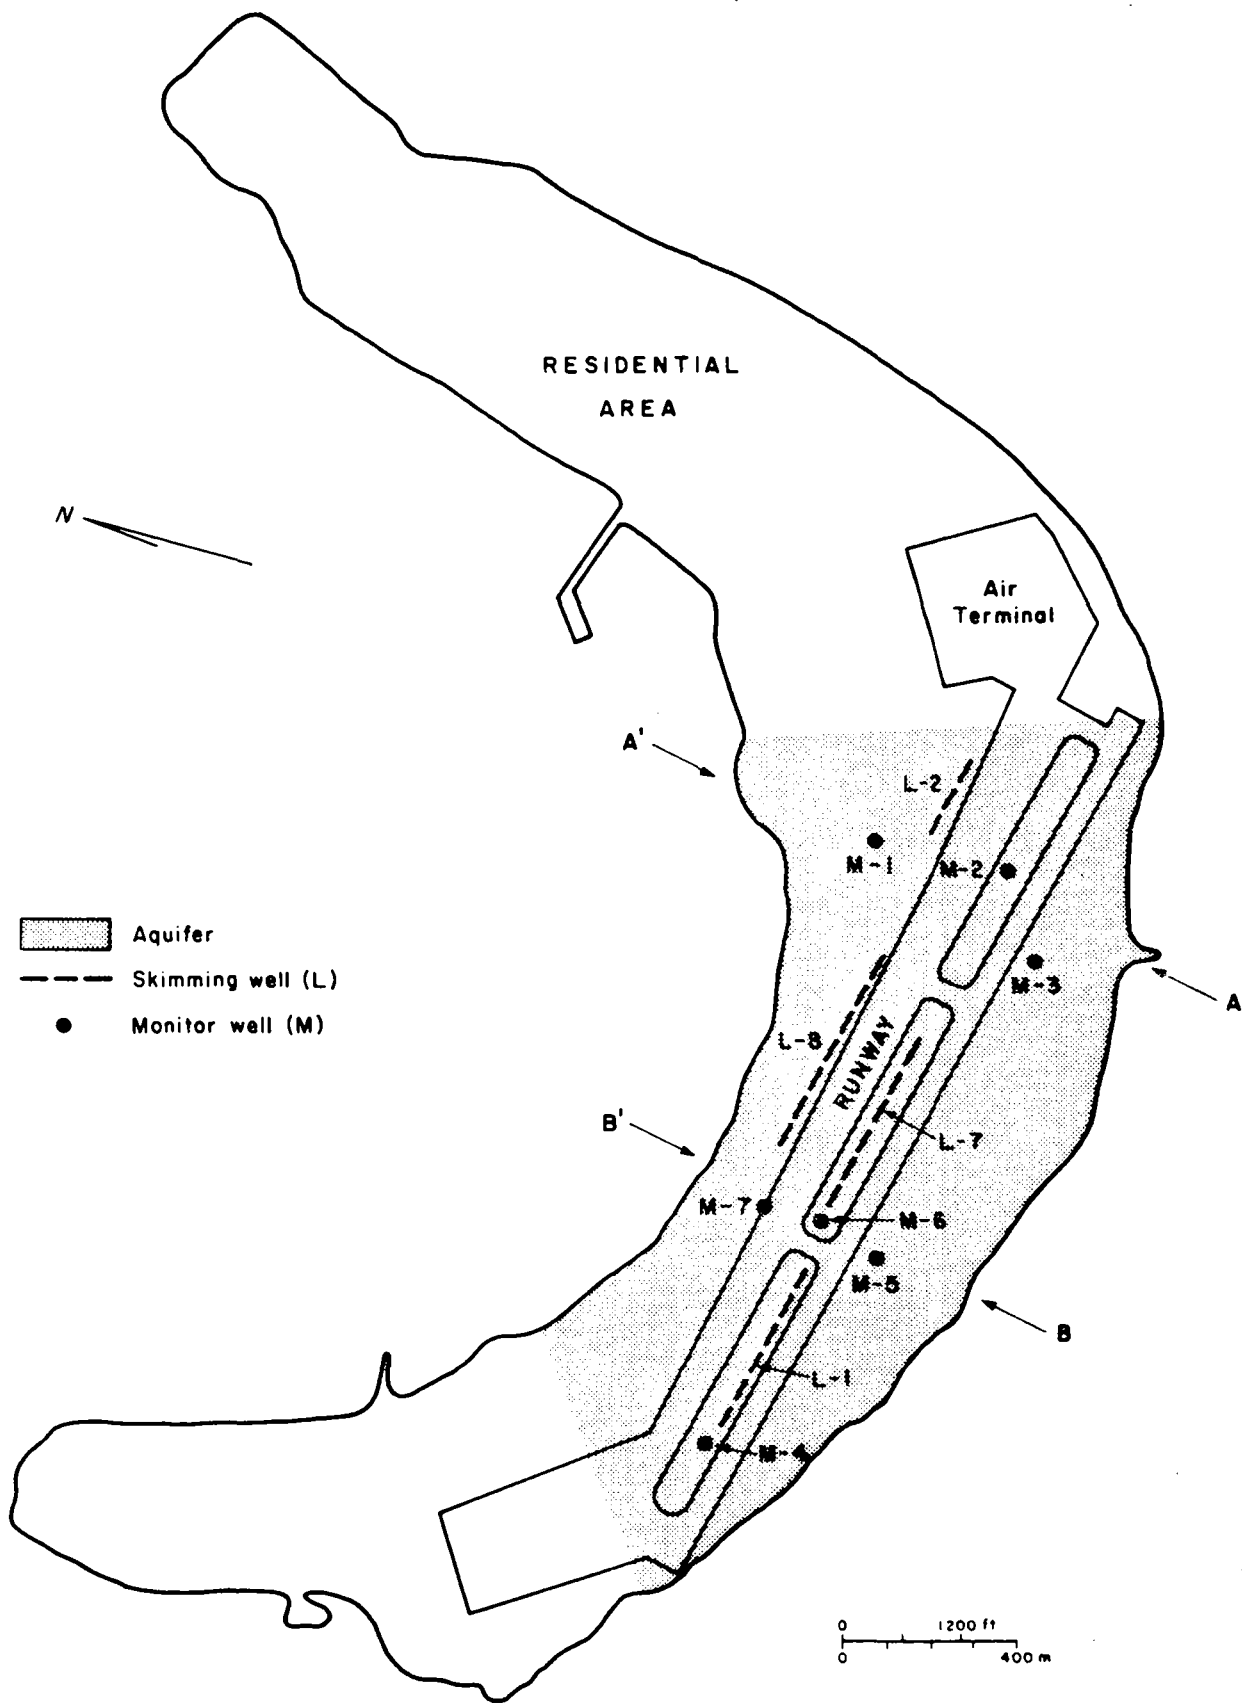 RESIDENTIAL
AREA
N
Air
Terminal
A'
L-2
M-1
M-2
Aquifer
Skimming well (L)
Monitor well (M)
M-3
A
L-8
RUNWAY
B'
L-7
M-7
M-6
M-5
B
L-1
M-4
0 1200 ft
0 400 m